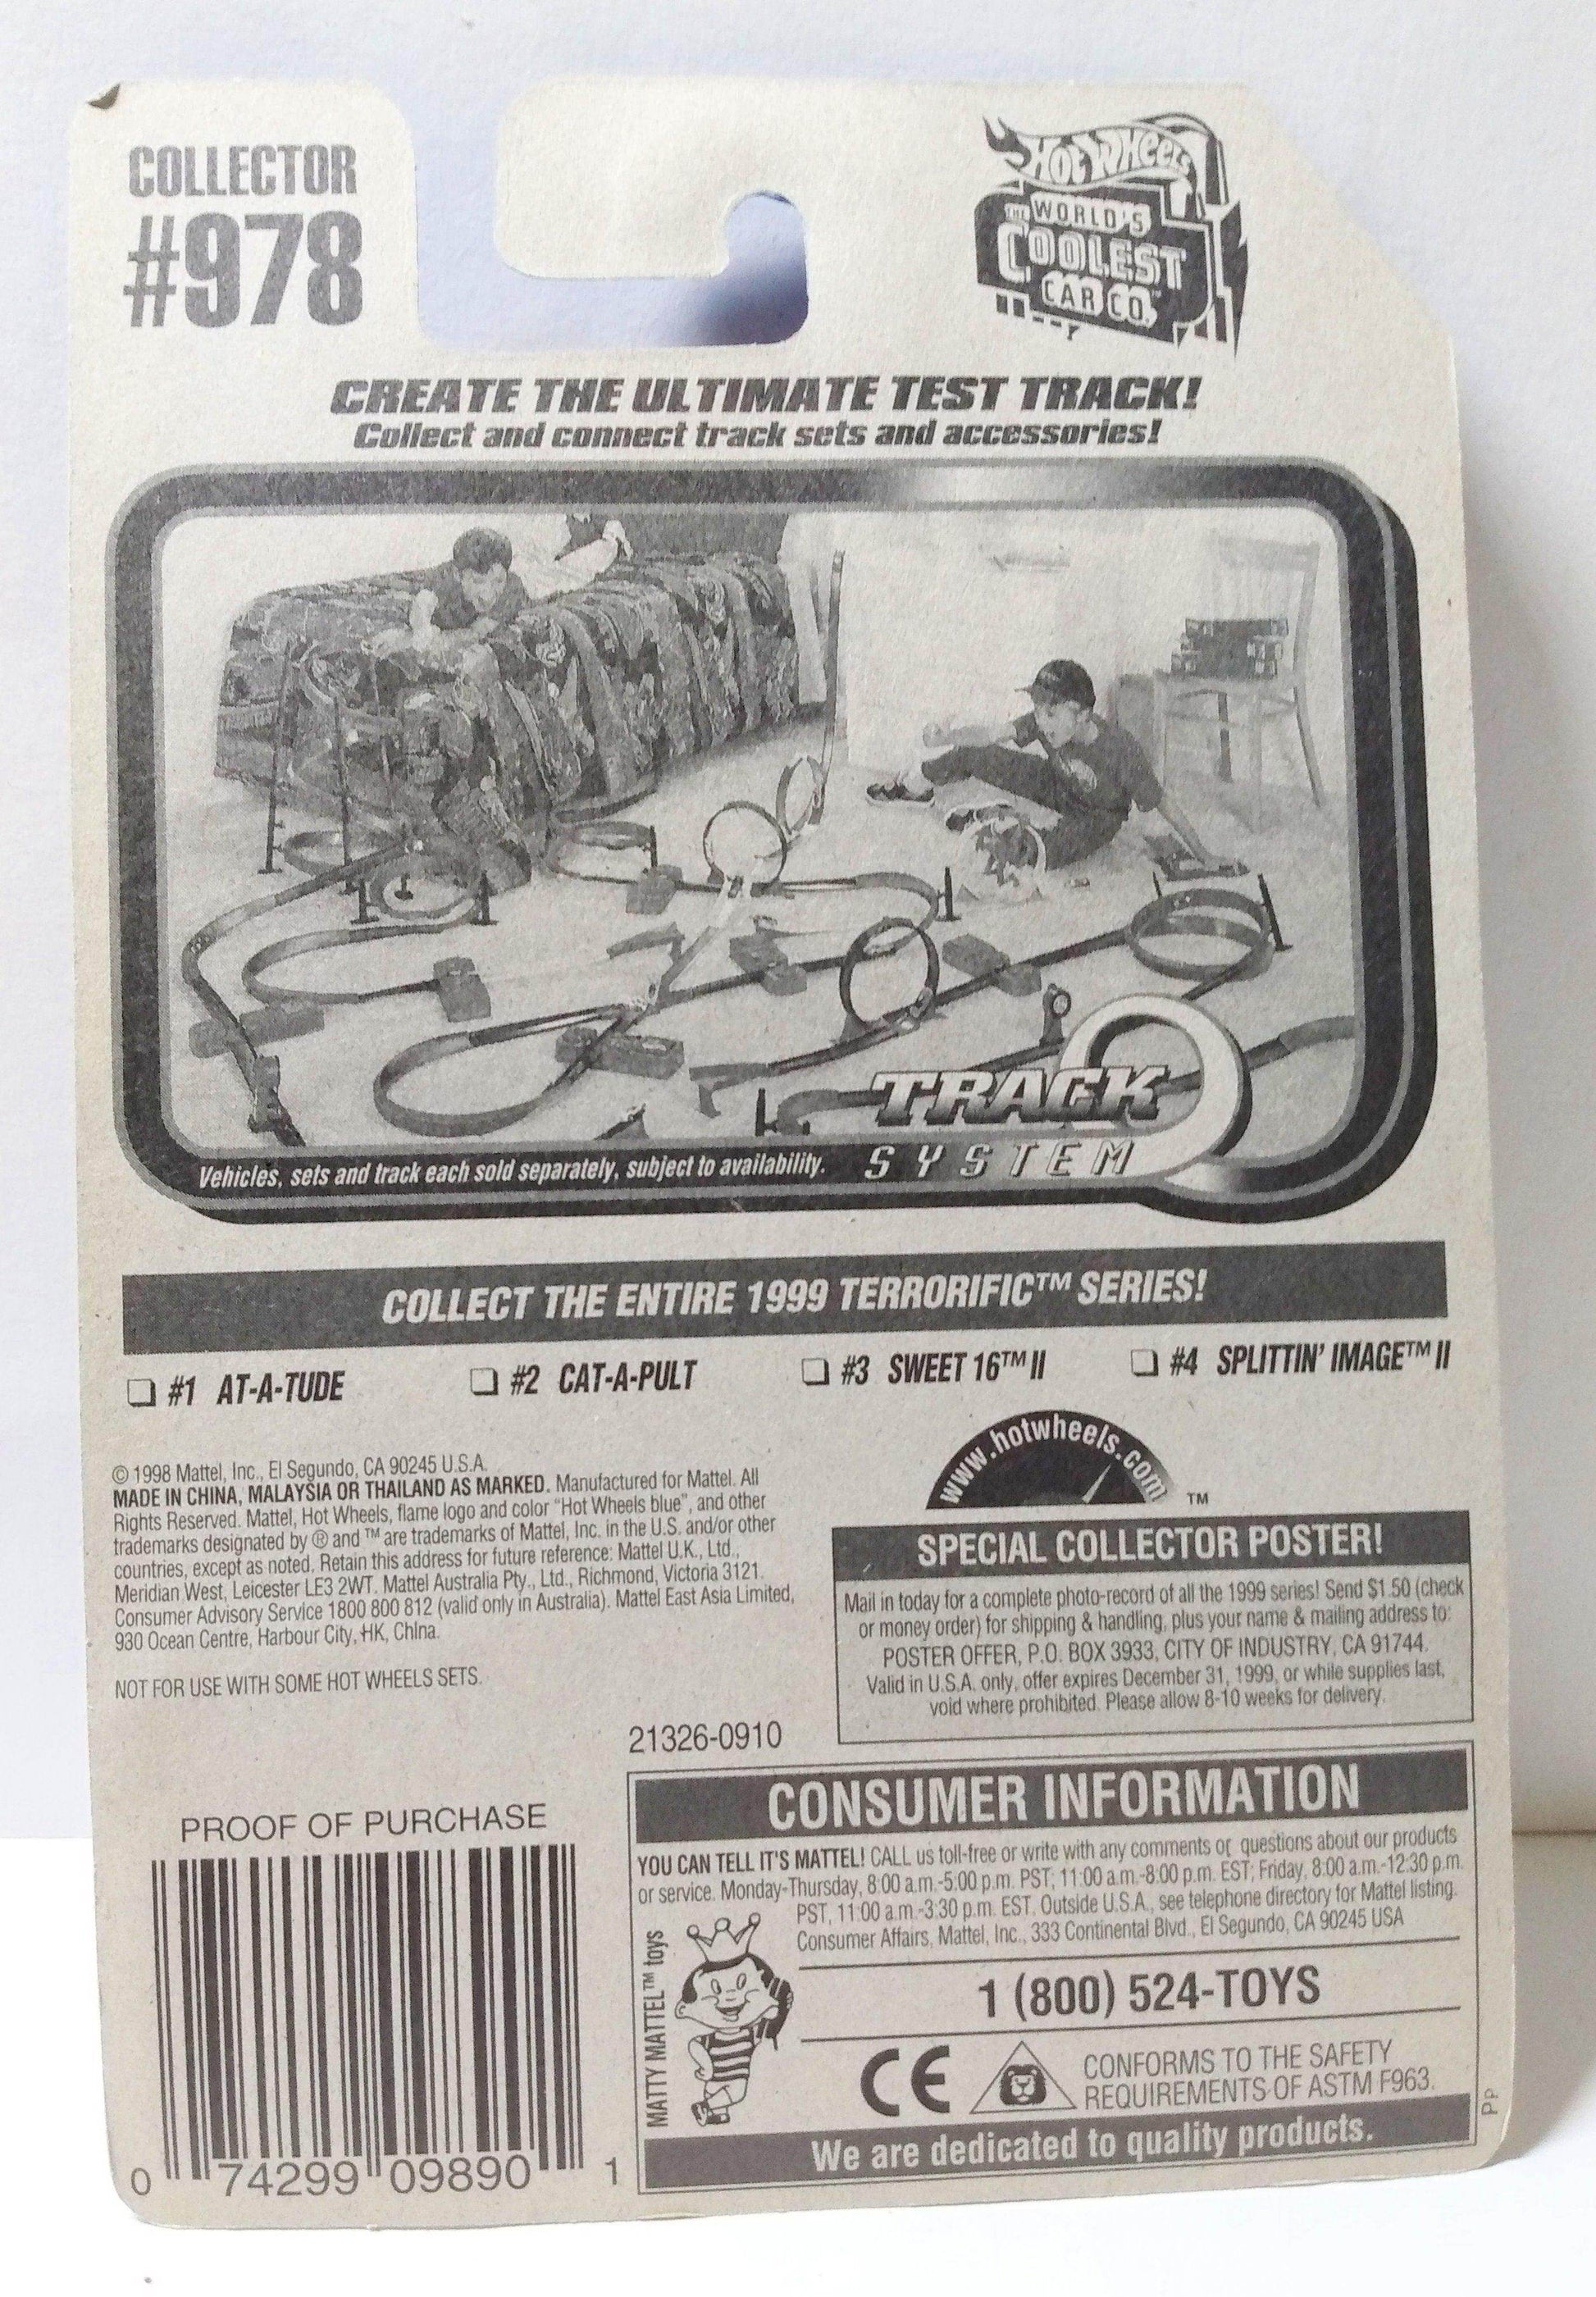 COLLECTOR
#978
Hot Wheels
THE WORLD'S
COOLEST
CAR CO.™
CREATE THE ULTIMATE TEST TRACK!
Collect and connect track sets and accessories!
TRACK
SYSTEM
Vehicles, sets and track each sold separately, subject to availability.
COLLECT THE ENTIRE 1999 TERRORIFIC™ SERIES!
#1 AT-A-TUDE
#2 CAT-A-PULT
#3 SWEET 16™ II
#4 SPLITTIN' IMAGE™ II
© 1998 Mattel, Inc., El Segundo, CA 90245 U.S.A.
MADE IN CHINA, MALAYSIA OR THAILAND AS MARKED. Manufactured for Mattel. All
Rights Reserved. Mattel, Hot Wheels, flame logo and color "Hot Wheels blue", and other
trademarks designated by ® and ™ are trademarks of Mattel, Inc. in the U.S. and/or other
countries, except as noted. Retain this address for future reference: Mattel U.K., Ltd.,
Meridian West, Leicester LE3 2WT. Mattel Australia Pty., Ltd., Richmond, Victoria 3121.
Consumer Advisory Service 1800 800 812 (valid only in Australia). Mattel East Asia Limited,
930 Ocean Centre, Harbour City, HK, China.
NOT FOR USE WITH SOME HOT WHEELS SETS.
21326-0910
www.hotwheels.com
™
SPECIAL COLLECTOR POSTER!
Mail in today for a complete photo-record of all the 1999 series! Send $1.50 (check
or money order) for shipping & handling, plus your name & mailing address to:
POSTER OFFER, P.O. BOX 3933, CITY OF INDUSTRY, CA 91744.
Valid in U.S.A. only, offer expires December 31, 1999, or while supplies last,
void where prohibited. Please allow 8-10 weeks for delivery.
PROOF OF PURCHASE
0 74299 09890 1
CONSUMER INFORMATION
YOU CAN TELL IT'S MATTEL! CALL us toll-free or write with any comments or questions about our products
or service. Monday-Thursday, 8:00 a.m.-5:00 p.m. PST; 11:00 a.m.-8:00 p.m. EST; Friday, 8:00 a.m.-12:30 p.m.
PST, 11:00 a.m.-3:30 p.m. EST. Outside U.S.A., see telephone directory for Mattel listing.
Consumer Affairs, Mattel, Inc., 333 Continental Blvd., El Segundo, CA 90245 USA
MATTY MATTEL™ toys
1 (800) 524-TOYS
CE
CONFORMS TO THE SAFETY
REQUIREMENTS OF ASTM F963.
We are dedicated to quality products.
PP